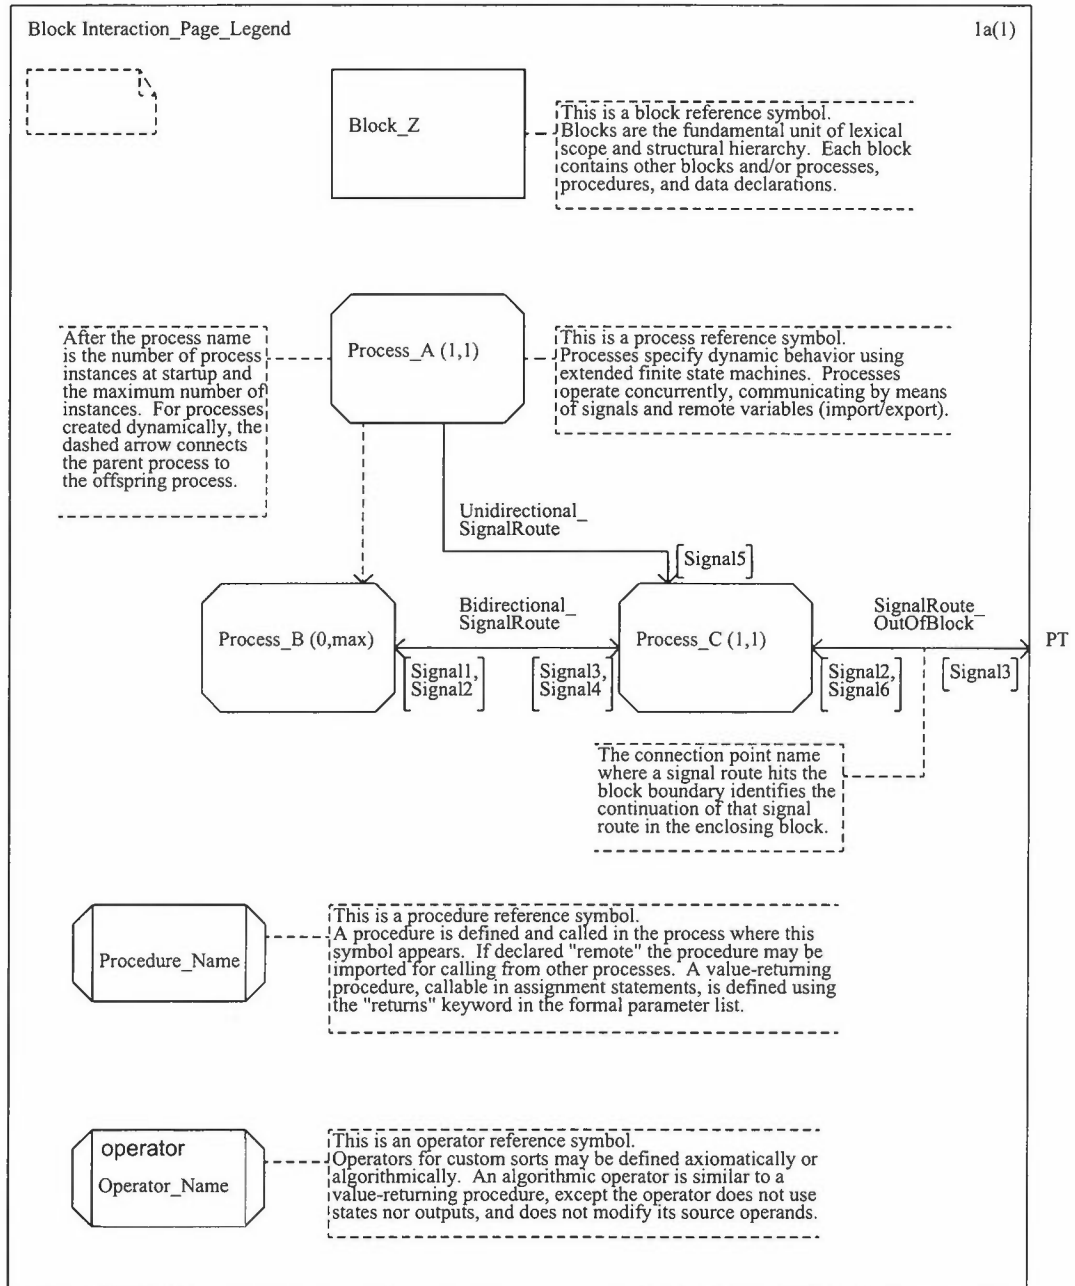 Block Interaction_Page_Legend
1a(1)
Block_Z
This is a block reference symbol.
Blocks are the fundamental unit of lexical
scope and structural hierarchy. Each block
contains other blocks and/or processes,
procedures, and data declarations.
After the process name
is the number of process
instances at startup and
the maximum number of
instances. For processes
created dynamically, the
dashed arrow connects
the parent process to
the offspring process.
Process_A (1,1)
This is a process reference symbol.
Processes specify dynamic behavior using
extended finite state machines. Processes
operate concurrently, communicating by means
of signals and remote variables (import/export).
Unidirectional_
SignalRoute
[Signal5]
Process_B (0,max)
Bidirectional_
SignalRoute
[Signal1,
Signal2]
[Signal3,
Signal4]
Process_C (1,1)
SignalRoute_
OutOfBlock
PT
[Signal2,
Signal6]
[Signal3]
The connection point name
where a signal route hits the
block boundary identifies the
continuation of that signal
route in the enclosing block.
Procedure_Name
This is a procedure reference symbol.
A procedure is defined and called in the process where this
symbol appears. If declared "remote" the procedure may be
imported for calling from other processes. A value-returning
procedure, callable in assignment statements, is defined using
the "returns" keyword in the formal parameter list.
operator
Operator_Name
This is an operator reference symbol.
Operators for custom sorts may be defined axiomatically or
algorithmically. An algorithmic operator is similar to a
value-returning procedure, except the operator does not use
states nor outputs, and does not modify its source operands.